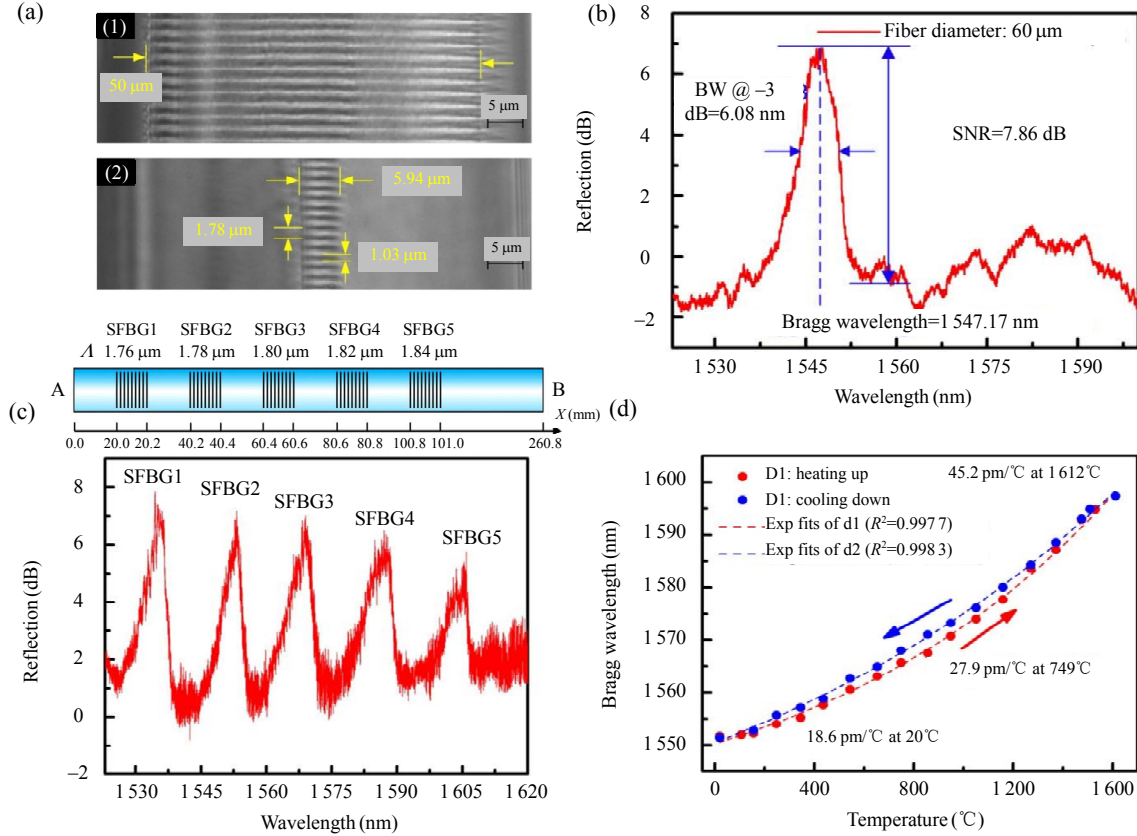 (a)
(1)
50 μm
5 μm
(2)
5.94 μm
1.78 μm
1.03 μm
5 μm
SFBG1 SFBG2 SFBG3 SFBG4 SFBG5
Λ 1.76 μm 1.78 μm 1.80 μm 1.82 μm 1.84 μm
A B
X (mm)
0.0 20.0 20.2 40.2 40.4 60.4 60.6 80.6 80.8 100.8 101.0 260.8
(b)
8
6
4
2
0
−2
Reflection (dB)
Fiber diameter: 60 μm
BW @ −3
dB=6.08 nm
SNR=7.86 dB
Bragg wavelength=1 547.17 nm
1 530 1 545 1 560 1 575 1 590
Wavelength (nm)
(c)
SFBG1
SFBG2
SFBG3
SFBG4
SFBG5
8
6
4
2
0
−2
Reflection (dB)
1 530 1 545 1 560 1 575 1 590 1 605 1 620
Wavelength (nm)
(d)
1 600
1 590
1 580
1 570
1 560
1 550
Bragg wavelength (nm)
D1: heating up
D1: cooling down
Exp fits of d1 (R²=0.997 7)
Exp fits of d2 (R²=0.998 3)
45.2 pm/℃ at 1 612℃
27.9 pm/℃ at 749℃
18.6 pm/℃ at 20℃
0 400 800 1 200 1 600
Temperature (℃)